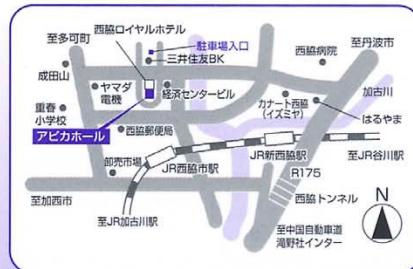 至多可町
西脇ロイヤルホテル
駐車場入口
三井住友BK
至丹波市
成田山
西脇病院
ヤマダ
電機
経済センタービル
加古川
カナート西脇
(イズミヤ)
重春
小学校
はるやま
アピカホール
西脇郵便局
卸売市場
JR西脇市駅
JR新西脇駅
至JR谷川駅
R175
至加西市
西脇トンネル
N
至JR加古川駅
至中国自動車道
滝野社インター